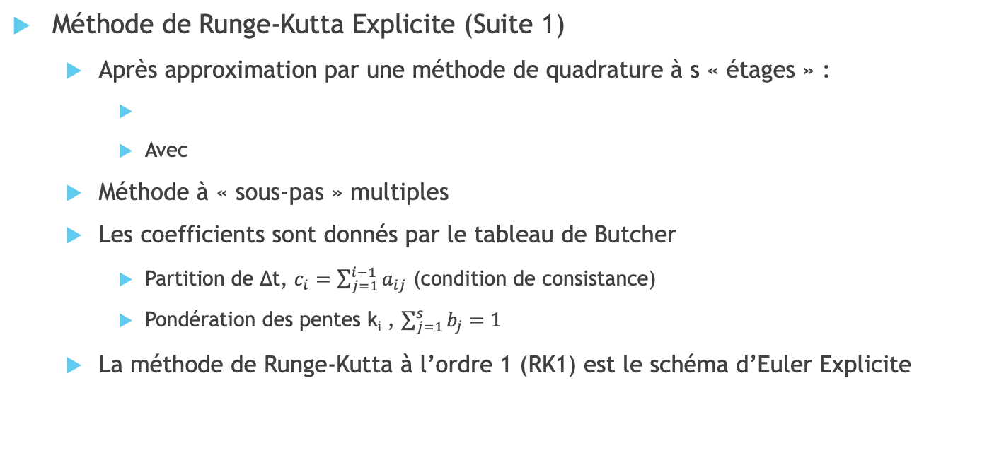 Méthode de Runge-Kutta Explicite (Suite 1)
Après approximation par une méthode de quadrature à s « étages » :
Avec
Méthode à « sous-pas » multiples
Les coefficients sont donnés par le tableau de Butcher
Partition de Δt, $c_i = \sum_{j=1}^{i-1} a_{ij}$ (condition de consistance)
Pondération des pentes k$_i$ , $\sum_{j=1}^{s} b_j = 1$
La méthode de Runge-Kutta à l’ordre 1 (RK1) est le schéma d’Euler Explicite